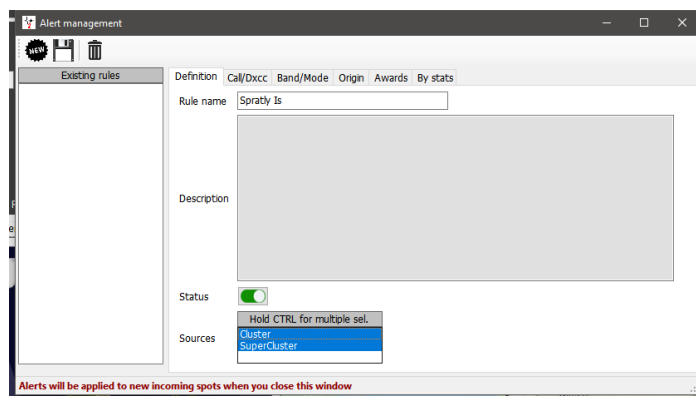 Alert management
NEW
Existing rules
Definition Call/Dxcc Band/Mode Origin Awards By stats
Rule name Spratly Is
Description
Status
Hold CTRL for multiple sel.
Sources
Cluster
SuperCluster
Alerts will be applied to new incoming spots when you close this window